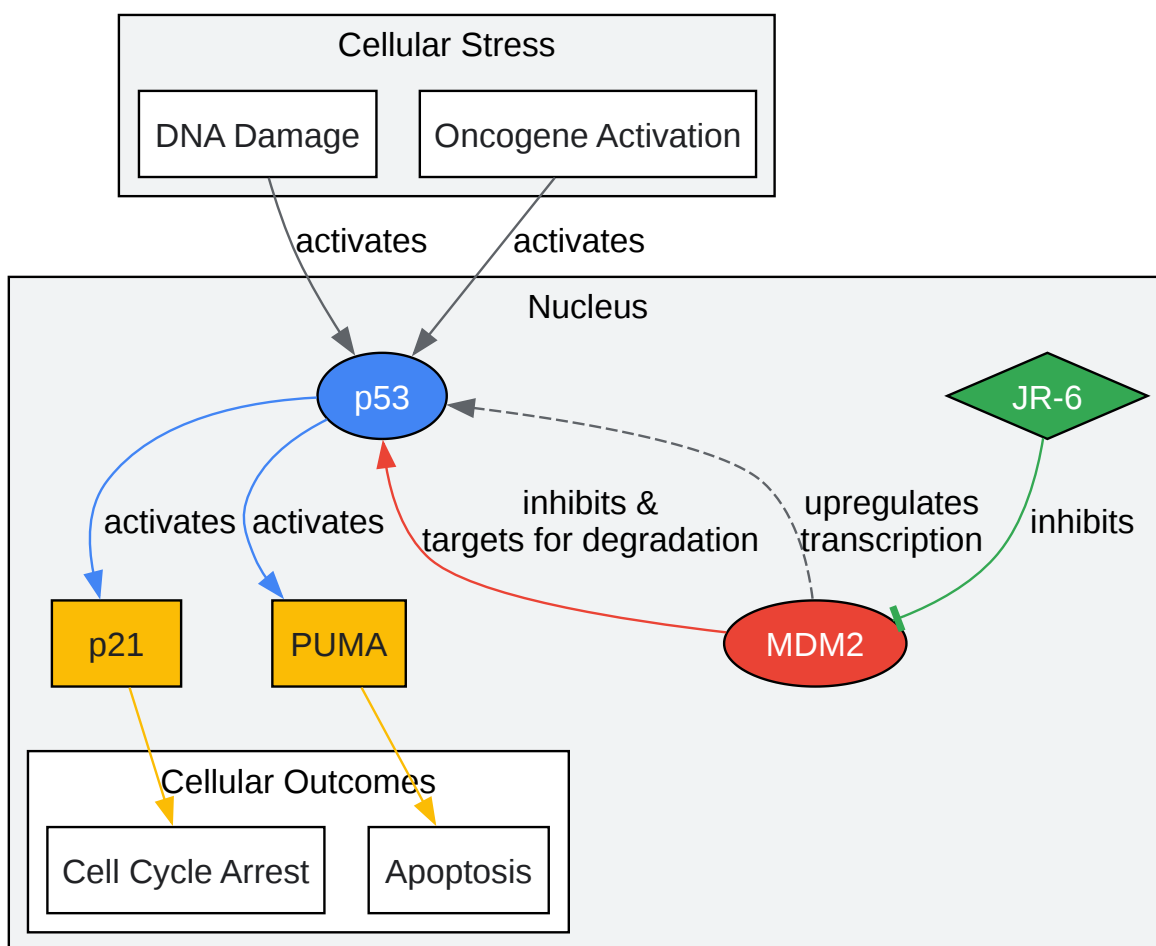 Cellular Stress
DNA Damage
Oncogene Activation
activates
activates
Nucleus
p53
JR-6
activates
activates
inhibits &
targets for degradation
upregulates
transcription
inhibits
p21
PUMA
MDM2
Cellular Outcomes
Cell Cycle Arrest
Apoptosis